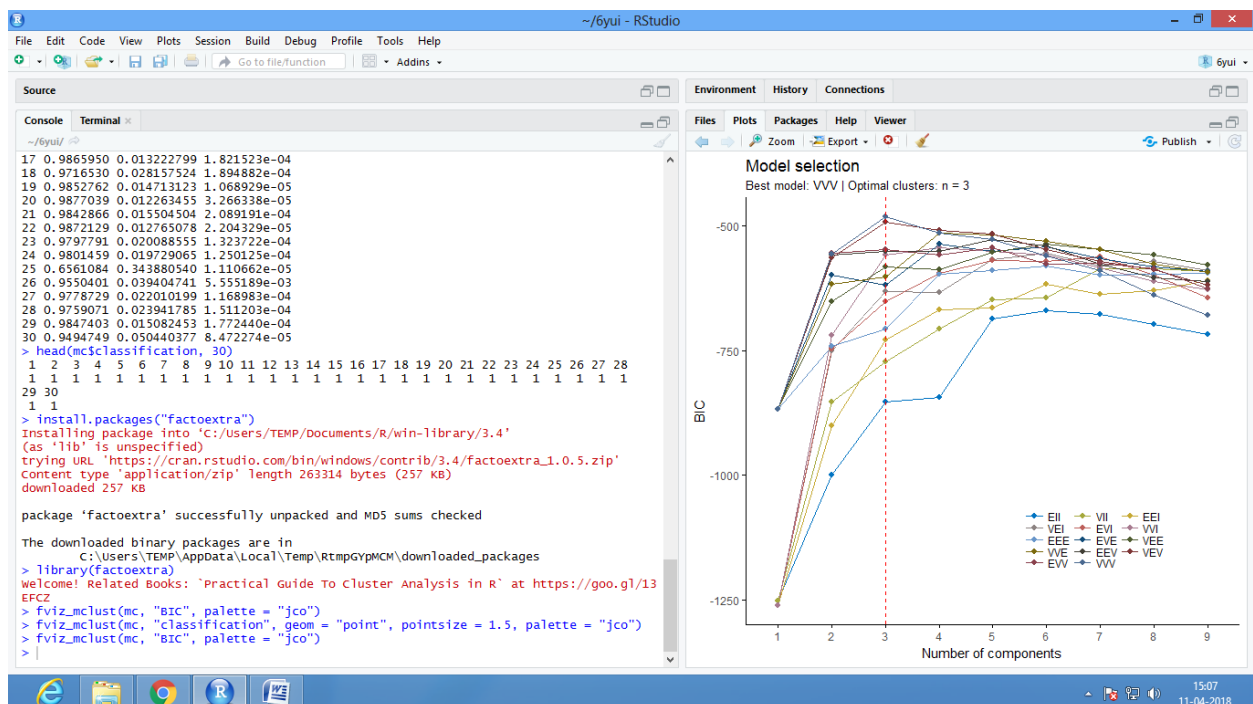 ~/6yui - RStudio
File Edit Code View Plots Session Build Debug Profile Tools Help
Go to file/function Addins 6yui
Source
Console Terminal
~/6yui/
17 0.9865950 0.013222799 1.821523e-04
18 0.9716530 0.028157524 1.894882e-04
19 0.9852762 0.014713123 1.068929e-05
20 0.9877039 0.012263455 3.266338e-05
21 0.9842866 0.015504504 2.089191e-04
22 0.9872129 0.012765078 2.204329e-05
23 0.9797791 0.020088555 1.323722e-04
24 0.9801459 0.019729065 1.250125e-04
25 0.6561084 0.343880540 1.110662e-05
26 0.9550401 0.039404741 5.555189e-03
27 0.9778729 0.022010199 1.168983e-04
28 0.9759071 0.023941785 1.511203e-04
29 0.9847403 0.015082453 1.772440e-04
30 0.9494749 0.050440377 8.472274e-05
> head(mc$classification, 30)
1 2 3 4 5 6 7 8 9 10 11 12 13 14 15 16 17 18 19 20 21 22 23 24 25 26 27 28
1 1 1 1 1 1 1 1 1 1 1 1 1 1 1 1 1 1 1 1 1 1 1 1 1 1 1 1
29 30
1 1
> install.packages("factoextra")
Installing package into ‘C:/Users/TEMP/Documents/R/win-library/3.4’
(as ‘lib’ is unspecified)
trying URL 'https://cran.rstudio.com/bin/windows/contrib/3.4/factoextra_1.0.5.zip'
Content type 'application/zip' length 263314 bytes (257 KB)
downloaded 257 KB
package ‘factoextra’ successfully unpacked and MD5 sums checked
The downloaded binary packages are in
C:\Users\TEMP\AppData\Local\Temp\RtmpGYpMCM\downloaded_packages
> library(factoextra)
Welcome! Related Books: `Practical Guide To Cluster Analysis in R` at https://goo.gl/13
EFCZ
> fviz_mclust(mc, "BIC", palette = "jco")
> fviz_mclust(mc, "classification", geom = "point", pointsize = 1.5, palette = "jco")
> fviz_mclust(mc, "BIC", palette = "jco")
>
Environment History Connections
Files Plots Packages Help Viewer
Zoom Export Publish
Model selection
Best model: VVV | Optimal clusters: n = 3
BIC
-500
-750
-1000
-1250
EII VII EEI
VEI EVI VVI
EEE EVE VEE
VVE EEV VEV
EVV VVV
1 2 3 4 5 6 7 8 9
Number of components
15:07
11-04-2018